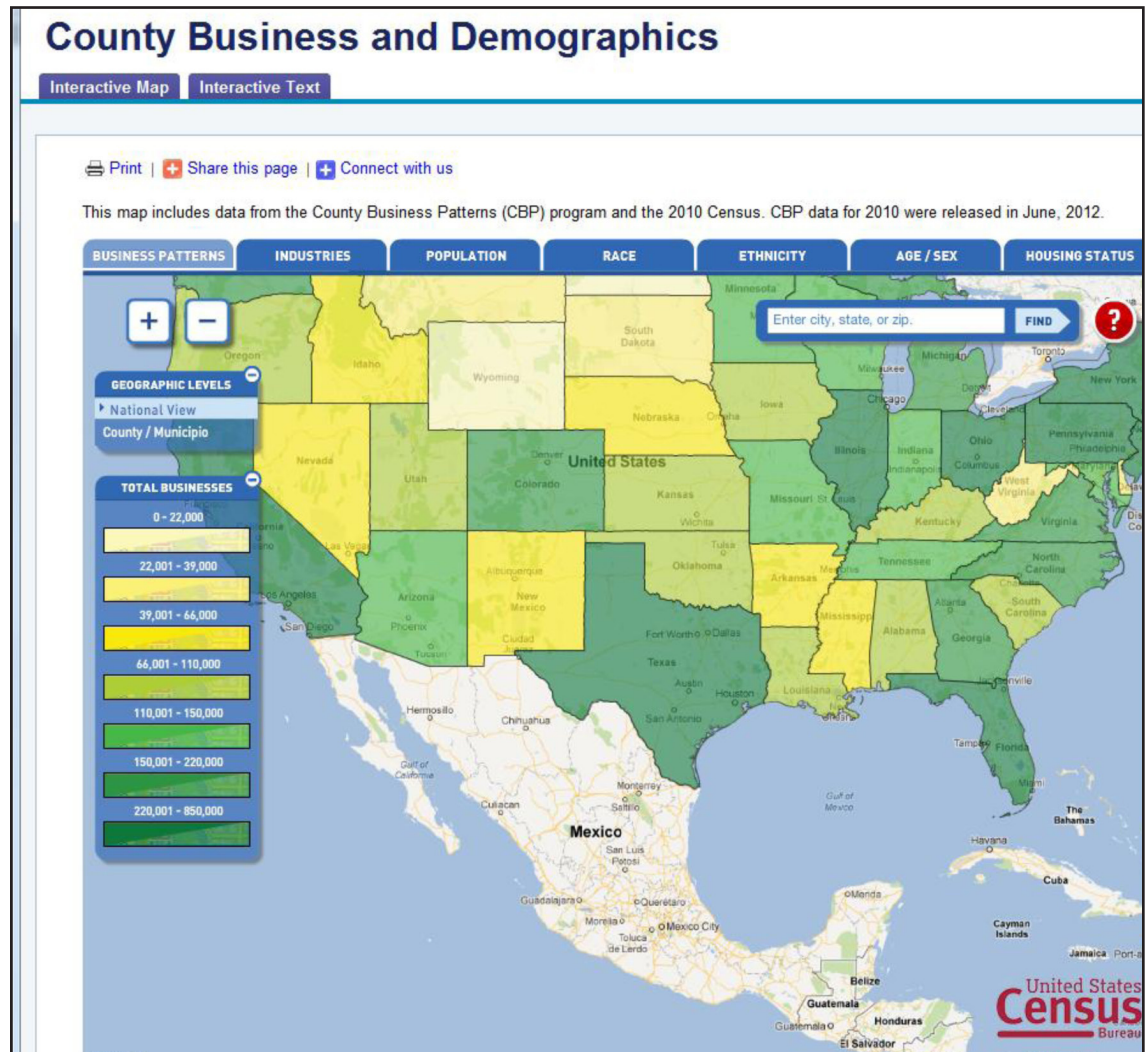 County Business and Demographics
Interactive Map Interactive Text
Print | Share this page | Connect with us
This map includes data from the County Business Patterns (CBP) program and the 2010 Census. CBP data for 2010 were released in June, 2012.
BUSINESS PATTERNS INDUSTRIES POPULATION RACE ETHNICITY AGE / SEX HOUSING STATUS
+ −
Enter city, state, or zip. FIND ?
GEOGRAPHIC LEVELS
National View
County / Municipio
TOTAL BUSINESSES
0 - 22,000
22,001 - 39,000
39,001 - 66,000
66,001 - 110,000
110,001 - 150,000
150,001 - 220,000
220,001 - 850,000
Minnesota
South
Dakota
Oregon
Idaho
Wyoming
Michigan
Toronto
Milwaukee
Detroit
New York
Nebraska
Omaha
Iowa
Chicago
Cleveland
Pennsylvania
Philadelphia
Nevada
Utah
Denver
Colorado
United States
Illinois
Indiana
Indianapolis
Ohio
Columbus
Maryland
West
Virginia
Kansas
Wichita
Missouri
Kentucky
Virginia
Las Vegas
Los Angeles
San Diego
Arizona
Phoenix
Tucson
Albuquerque
New
Mexico
Ciudad
Juarez
Tulsa
Oklahoma
Arkansas
Memphis
Tennessee
North
Carolina
Charlotte
South
Carolina
Atlanta
Georgia
Alabama
Mississippi
Fort Worth Dallas
Texas
Austin
San Antonio
Houston
Louisiana
Tampa
Florida
Miami
Hermosillo
Chihuahua
Gulf of
California
Culiacan
Monterrey
Saltillo
Gulf of
Mexico
Mexico
San Luis
Potosi
The
Bahamas
Havana
Cuba
Guadalajara
Querétaro
Morelia
Mexico City
Toluca
de Lerdo
Merida
Cayman
Islands
Jamaica
Belize
Guatemala
Guatemala
Honduras
El Salvador
United States
Census
Bureau